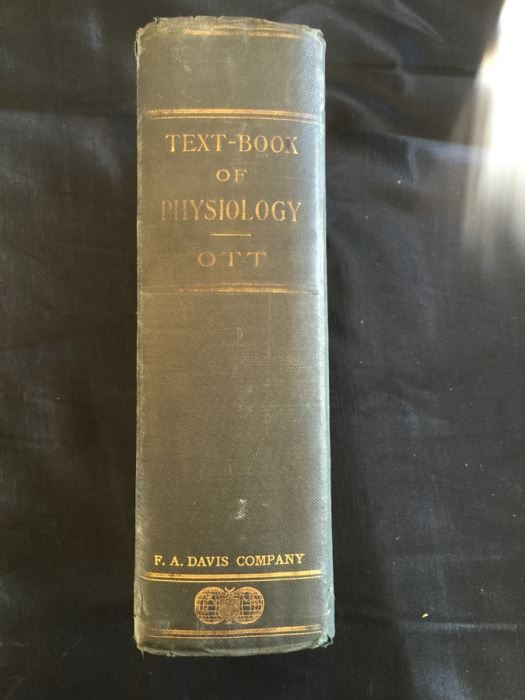 TEXT-BOOK
OF
PHYSIOLOGY
OTT
F. A. DAVIS COMPANY